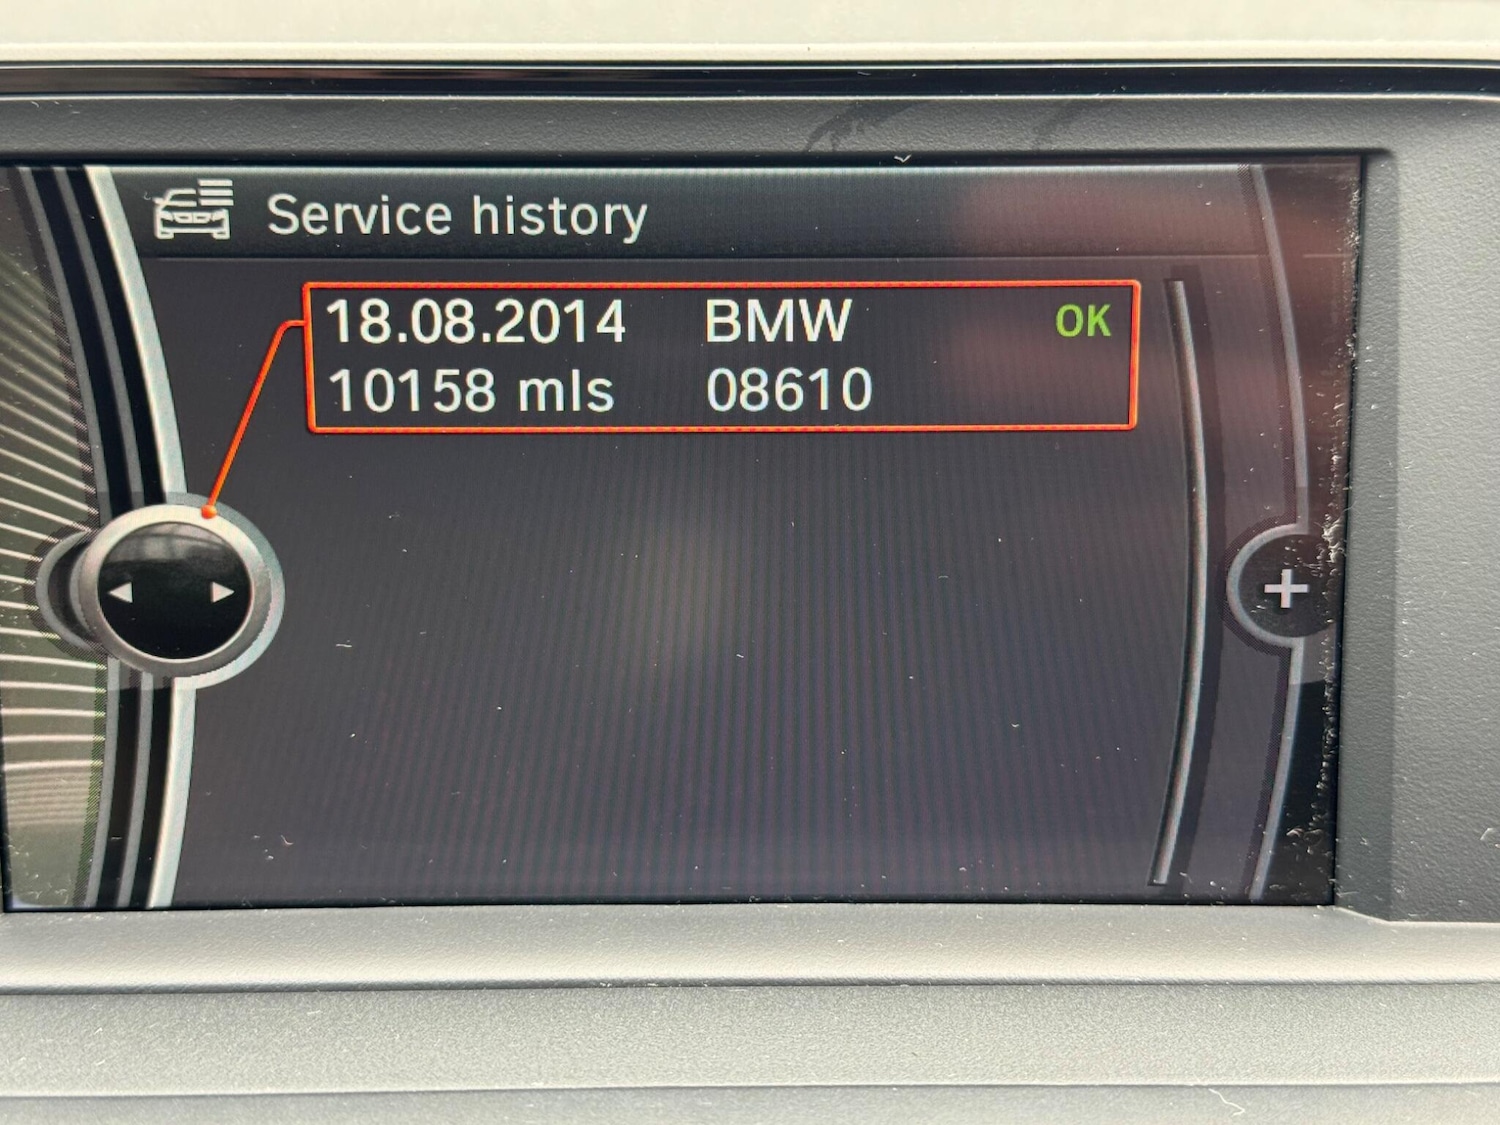 Service history
18.08.2014 BMW OK
10158 mls 08610